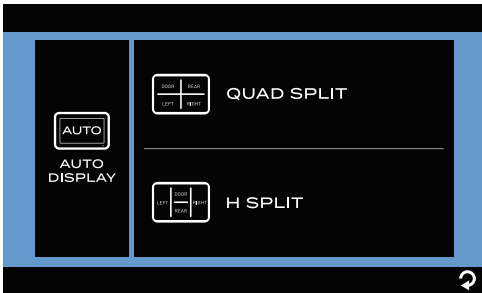 AUTO
AUTO
DISPLAY
DOOR REAR
LEFT RIGHT
QUAD SPLIT
DOOR
LEFT RIGHT
REAR
H SPLIT